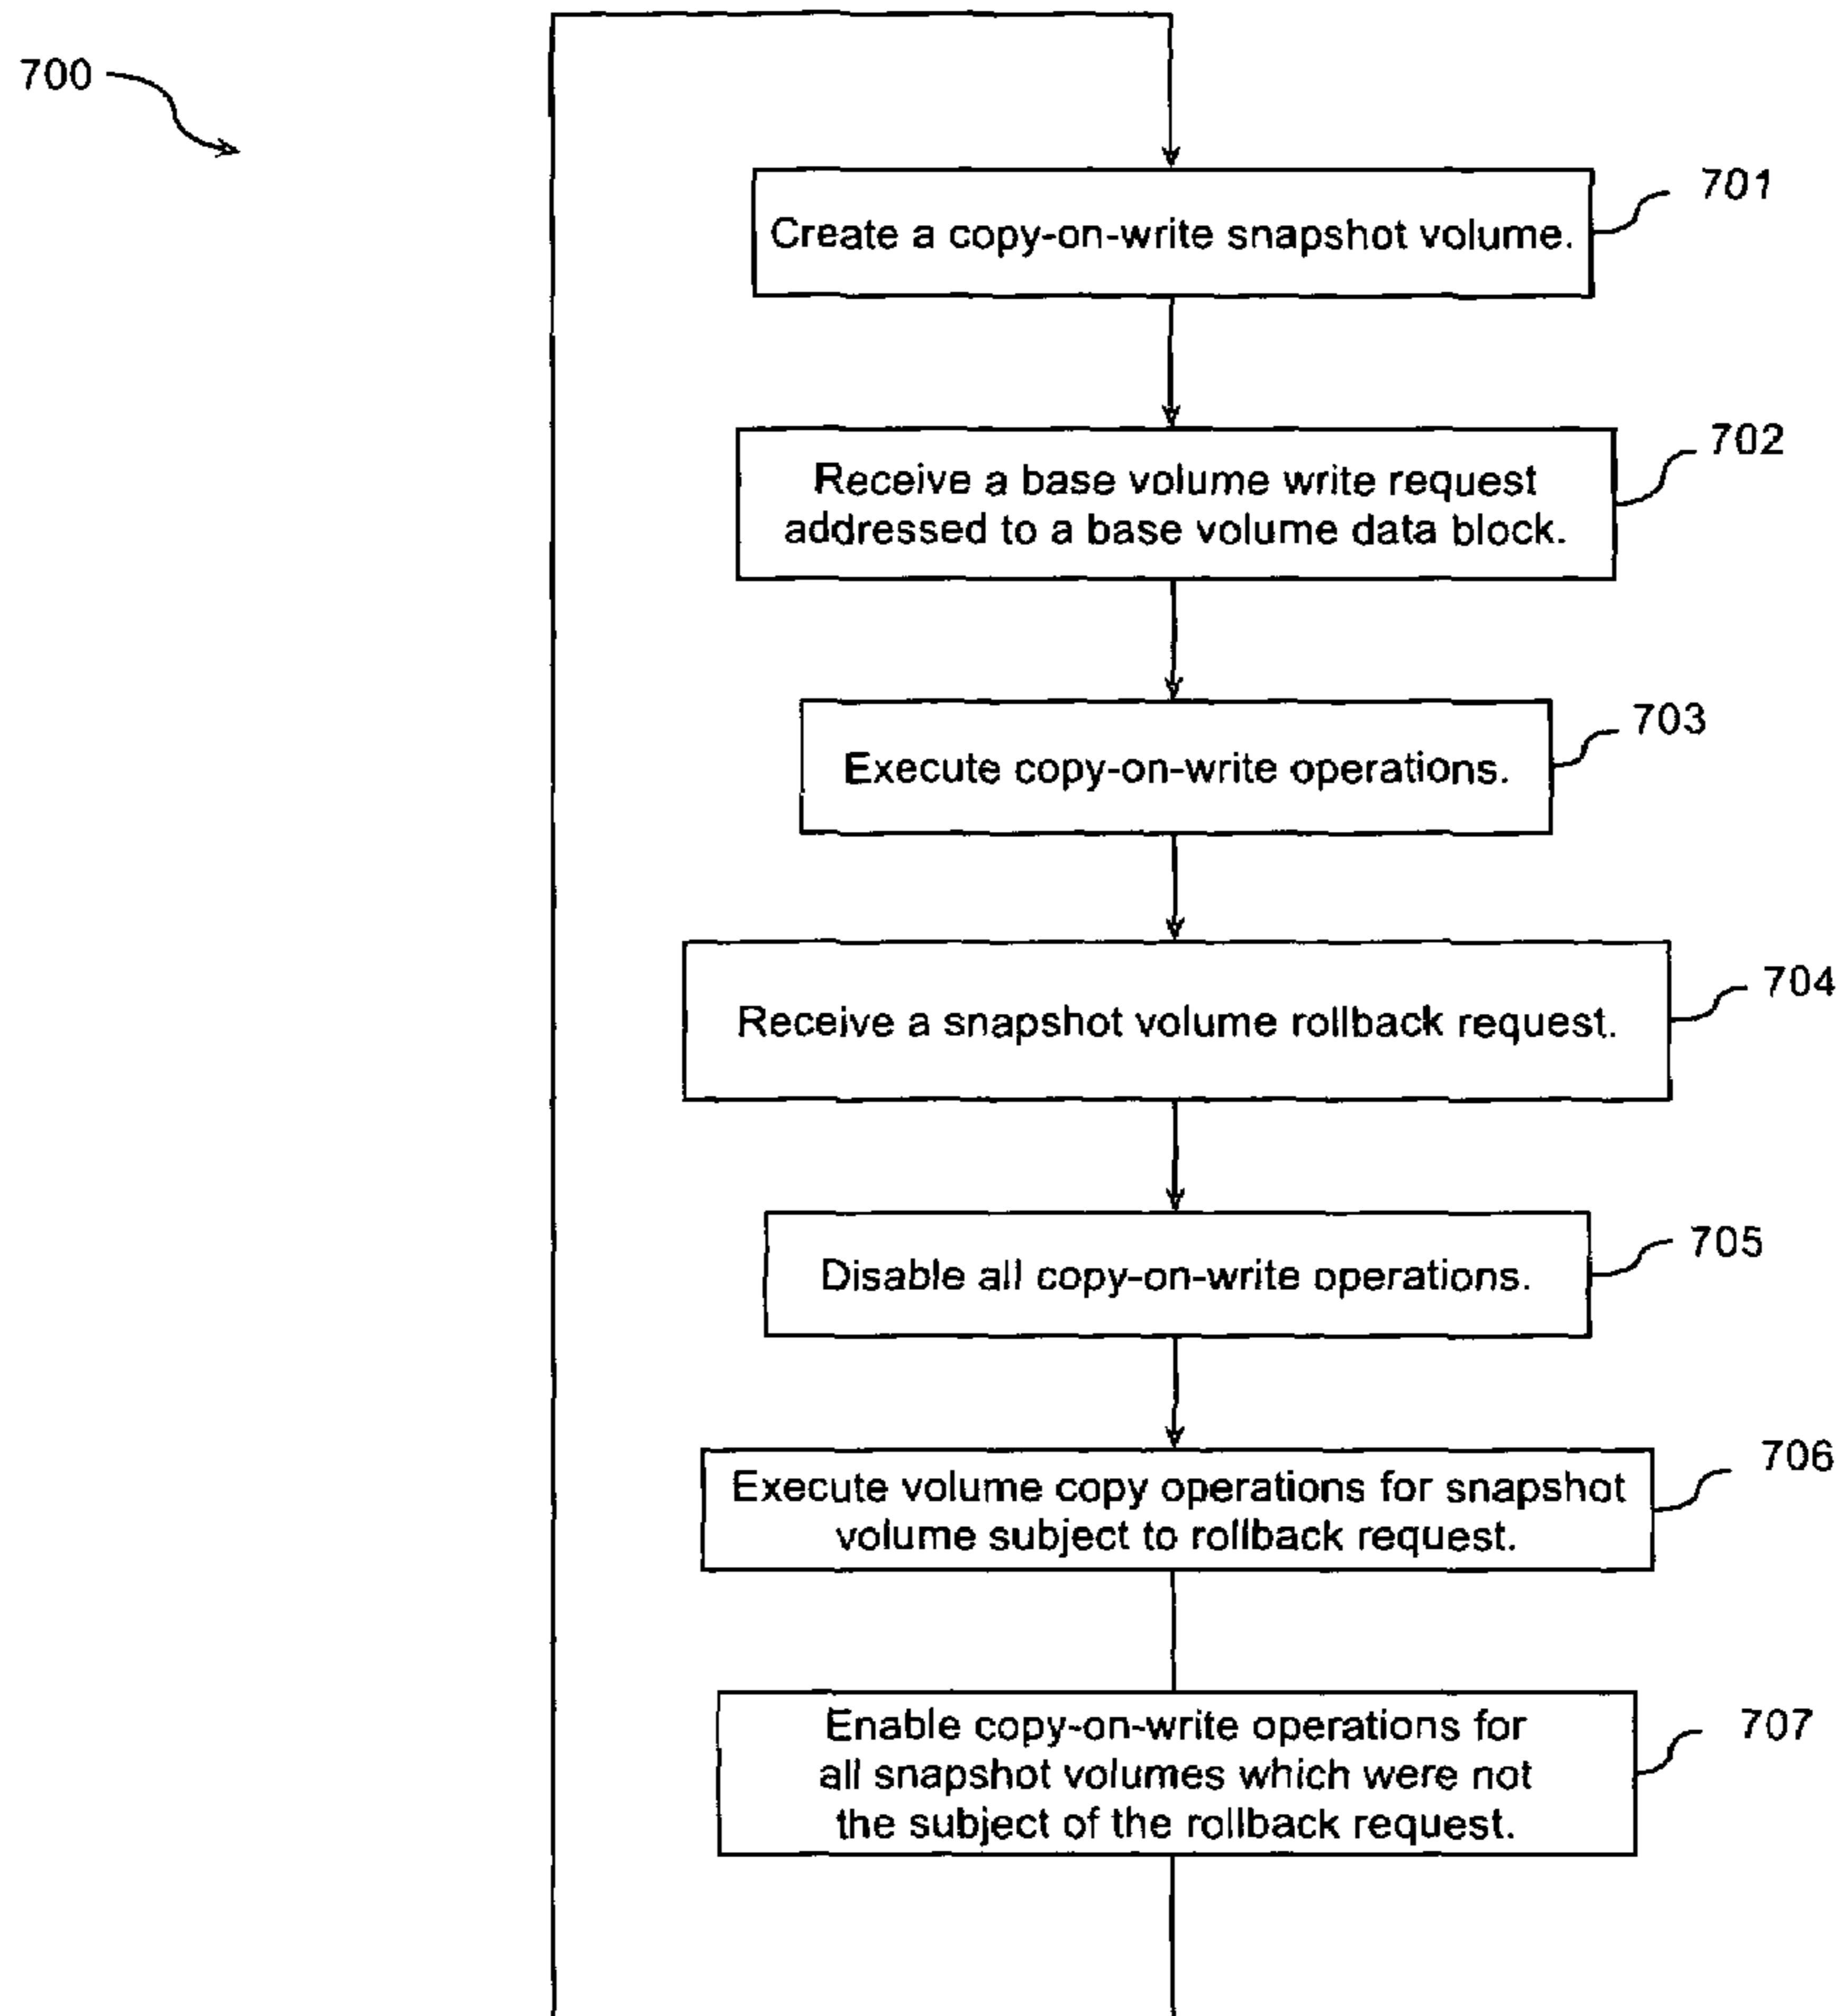 700
701
Create a copy-on-write snapshot volume.
702
Receive a base volume write request
addressed to a base volume data block.
703
Execute copy-on-write operations.
704
Receive a snapshot volume rollback request.
705
Disable all copy-on-write operations.
706
Execute volume copy operations for snapshot
volume subject to rollback request.
707
Enable copy-on-write operations for
all snapshot volumes which were not
the subject of the rollback request.